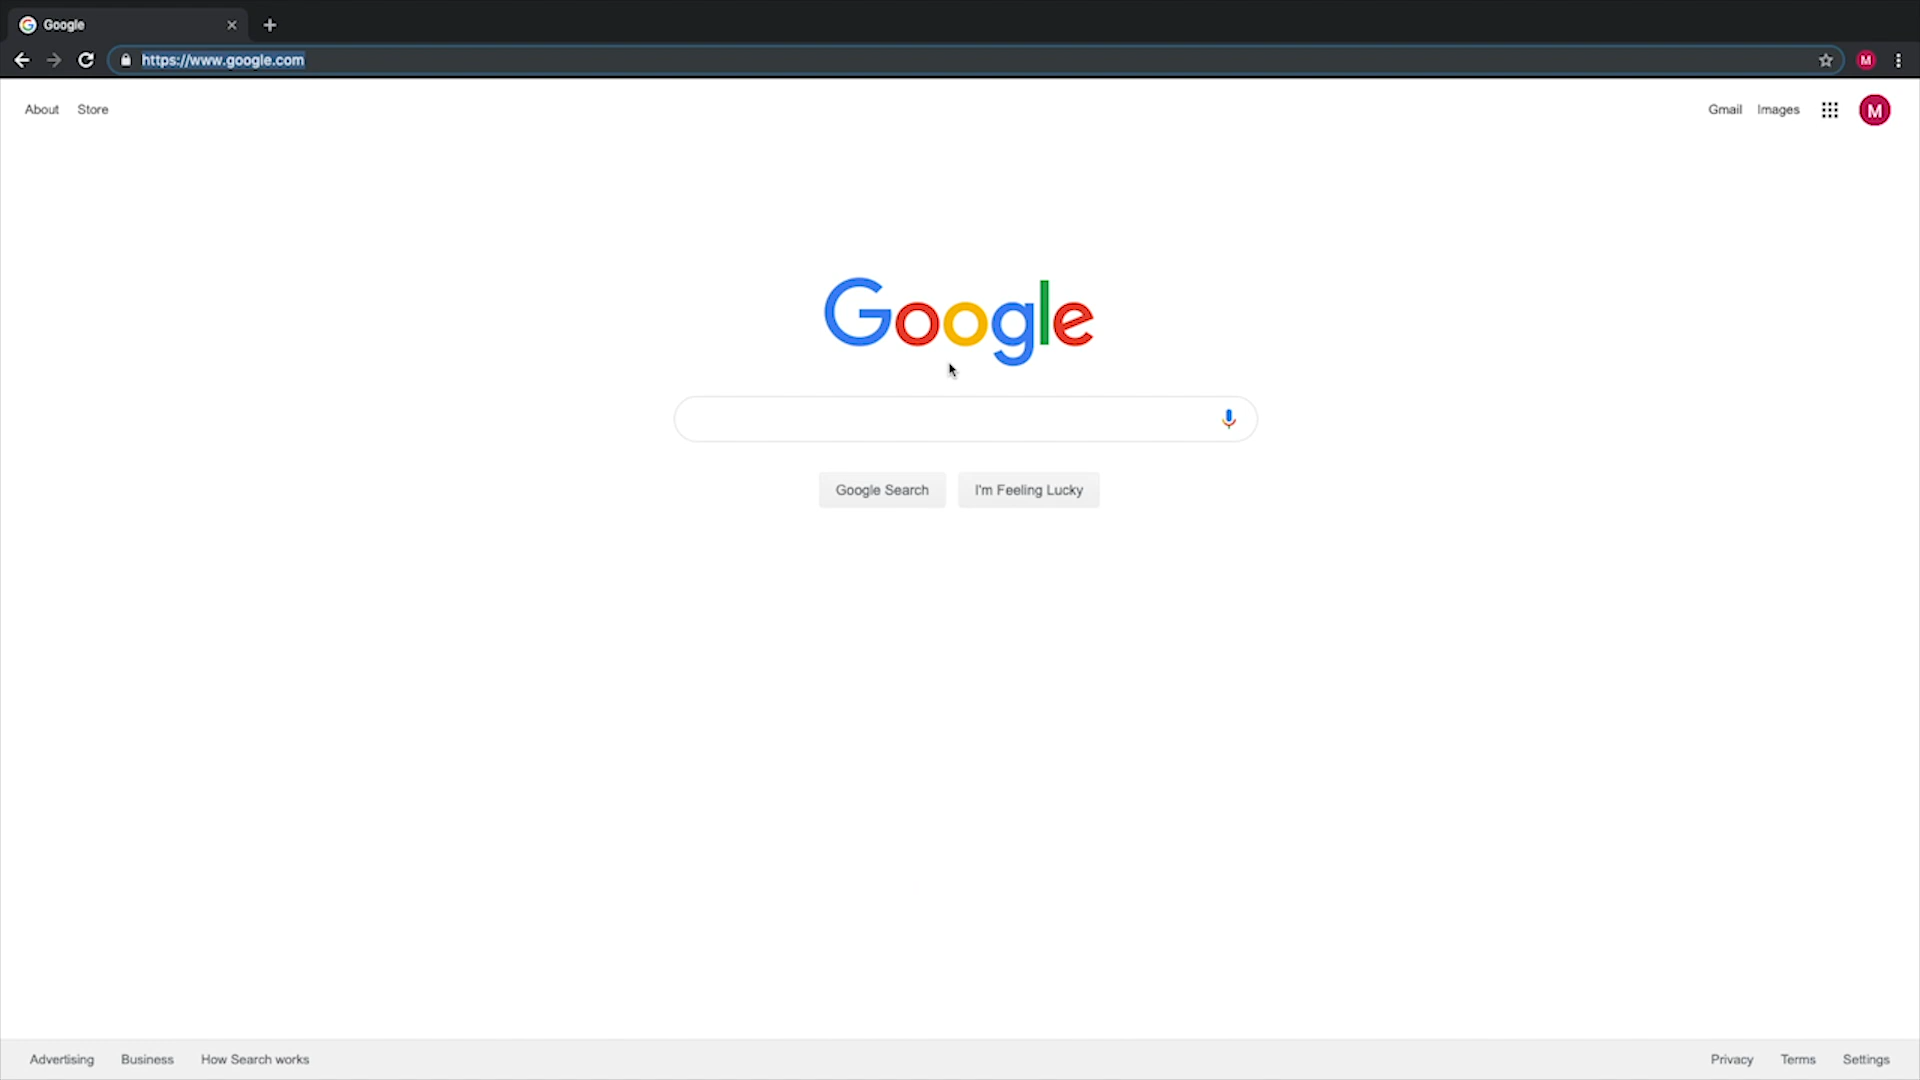 Google
https://www.google.com
M
About Store
Gmail Images
M
Google
Google Search I'm Feeling Lucky
Advertising Business How Search works
Privacy Terms Settings